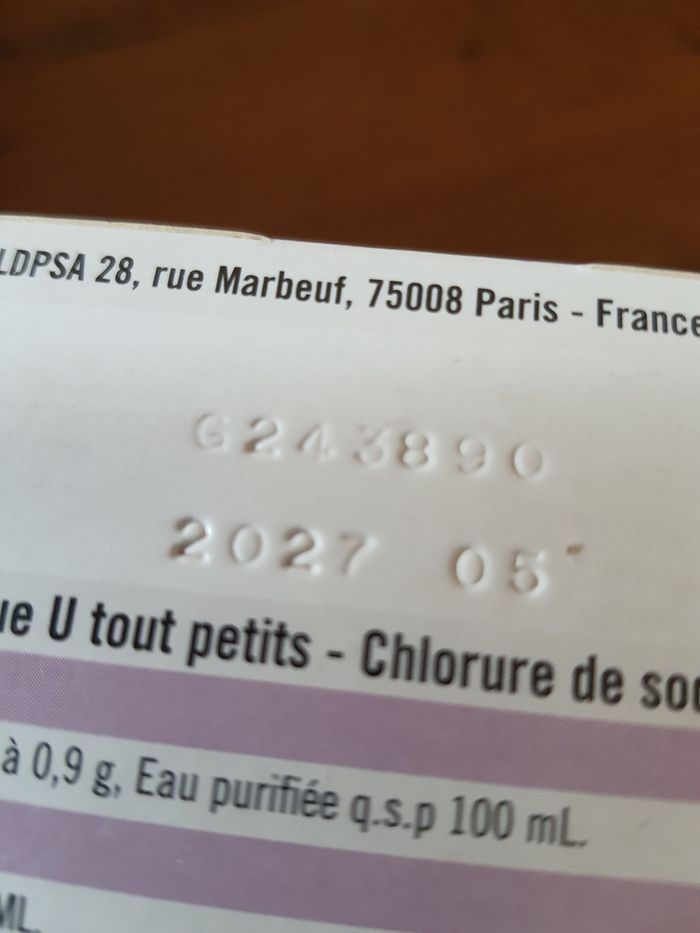 LDPSA 28, rue Marbeuf, 75008 Paris - France
G243890
2027 05
U tout petits - Chlorure de
à 0,9 g, Eau purifiée q.s.p 100 mL.
ML